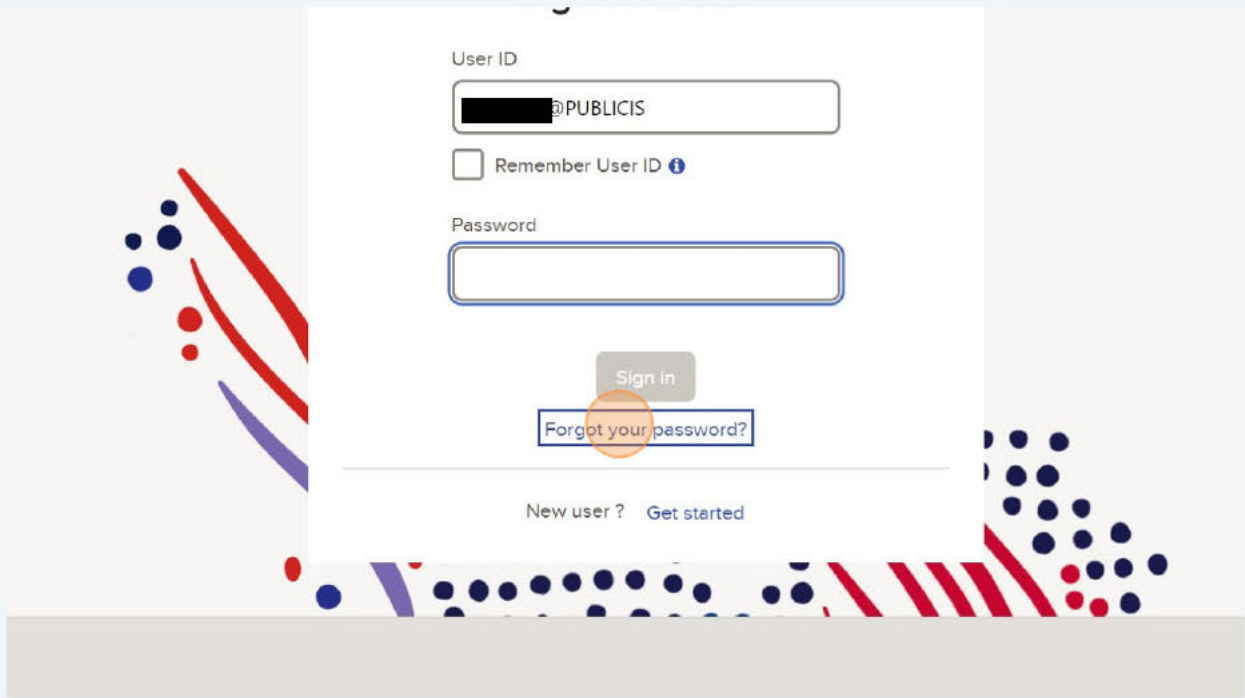 User ID
@PUBLICIS
Remember User ID
Password
Sign in
Forgot your password?
New user ? Get started